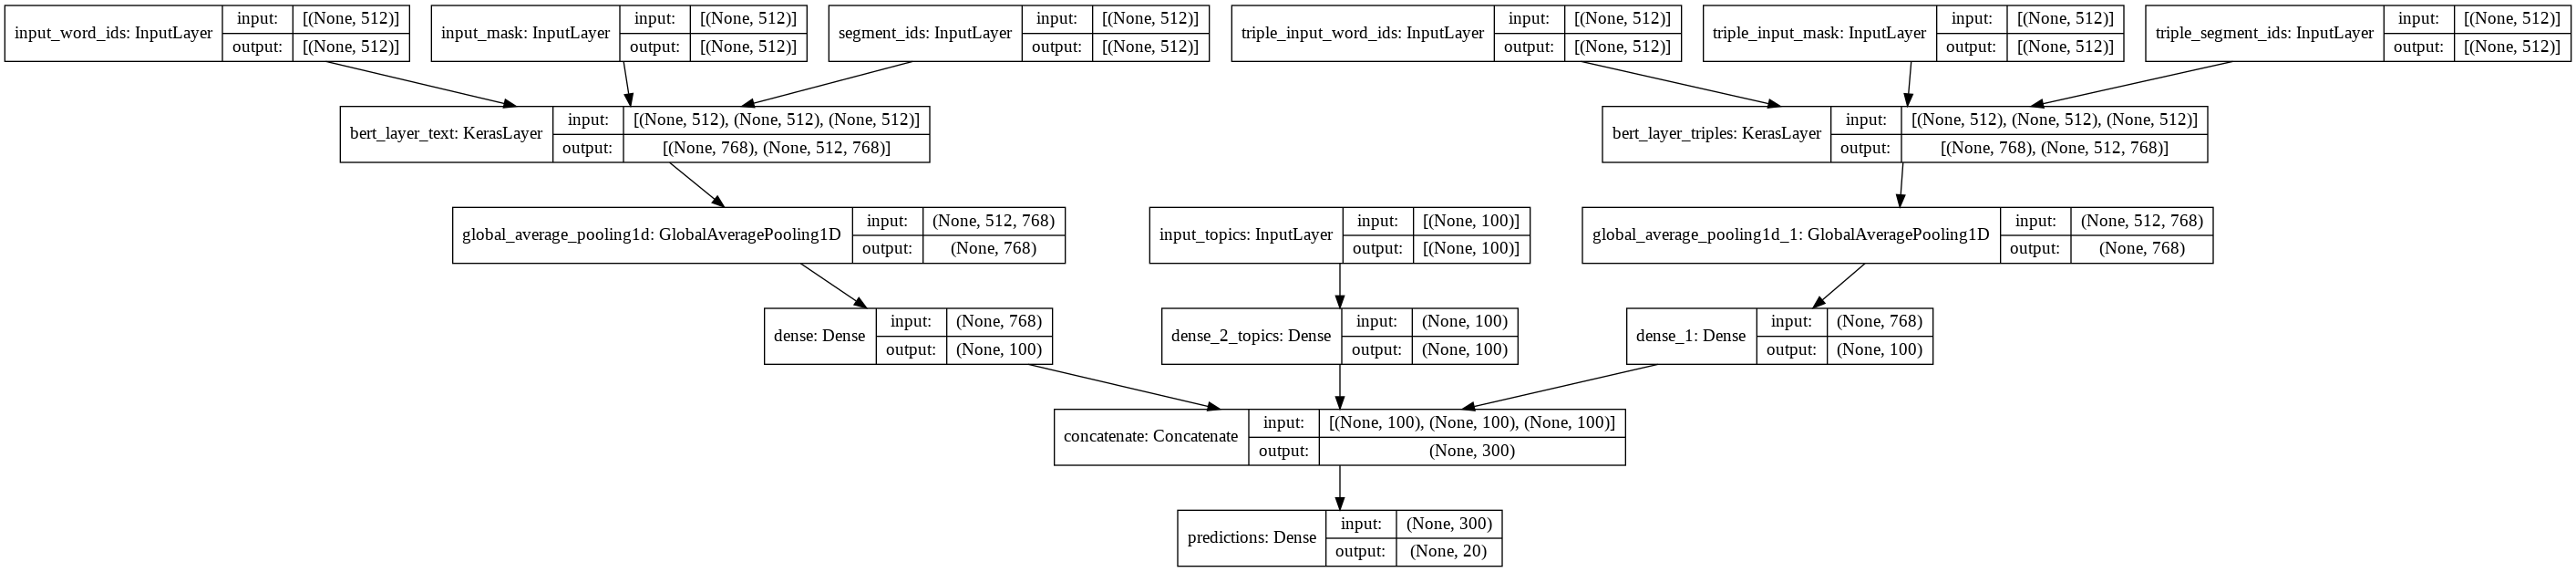 input_word_ids: InputLayer
input: [(None, 512)]
output: [(None, 512)]
input_mask: InputLayer
input: [(None, 512)]
output: [(None, 512)]
segment_ids: InputLayer
input: [(None, 512)]
output: [(None, 512)]
triple_input_word_ids: InputLayer
input: [(None, 512)]
output: [(None, 512)]
triple_input_mask: InputLayer
input: [(None, 512)]
output: [(None, 512)]
triple_segment_ids: InputLayer
input: [(None, 512)]
output: [(None, 512)]
bert_layer_text: KerasLayer
input: [(None, 512), (None, 512), (None, 512)]
output: [(None, 768), (None, 512, 768)]
bert_layer_triples: KerasLayer
input: [(None, 512), (None, 512), (None, 512)]
output: [(None, 768), (None, 512, 768)]
global_average_pooling1d: GlobalAveragePooling1D
input: (None, 512, 768)
output: (None, 768)
input_topics: InputLayer
input: [(None, 100)]
output: [(None, 100)]
global_average_pooling1d_1: GlobalAveragePooling1D
input: (None, 512, 768)
output: (None, 768)
dense: Dense
input: (None, 768)
output: (None, 100)
dense_2_topics: Dense
input: (None, 100)
output: (None, 100)
dense_1: Dense
input: (None, 768)
output: (None, 100)
concatenate: Concatenate
input: [(None, 100), (None, 100), (None, 100)]
output: (None, 300)
predictions: Dense
input: (None, 300)
output: (None, 20)